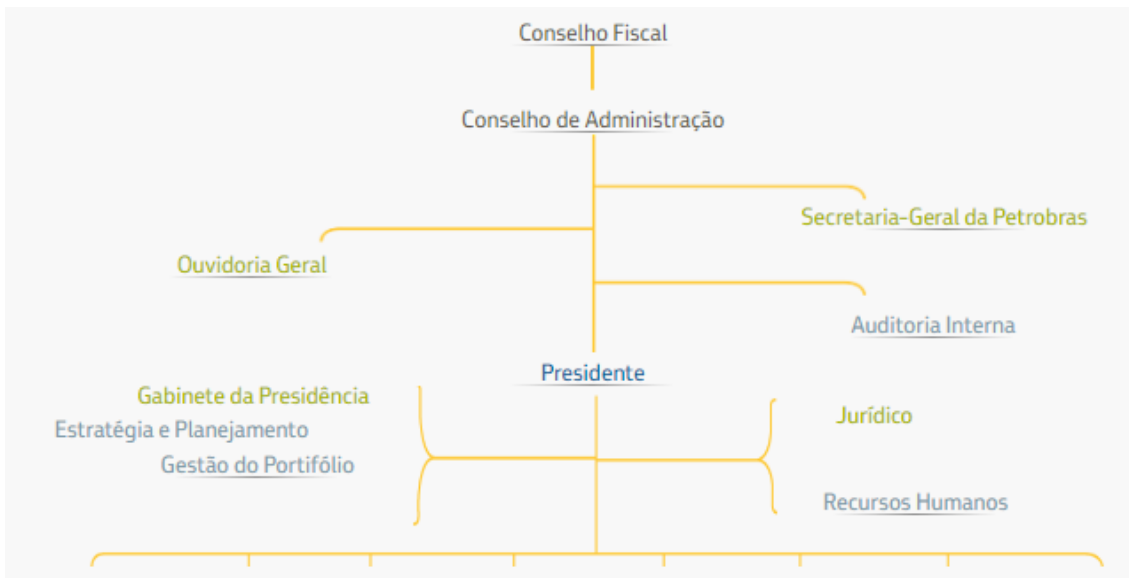 Conselho Fiscal
Conselho de Administração
Secretaria-Geral da Petrobras
Ouvidoria Geral
Auditoria Interna
Presidente
Gabinete da Presidência
Estratégia e Planejamento
Gestão do Portifólio
Jurídico
Recursos Humanos